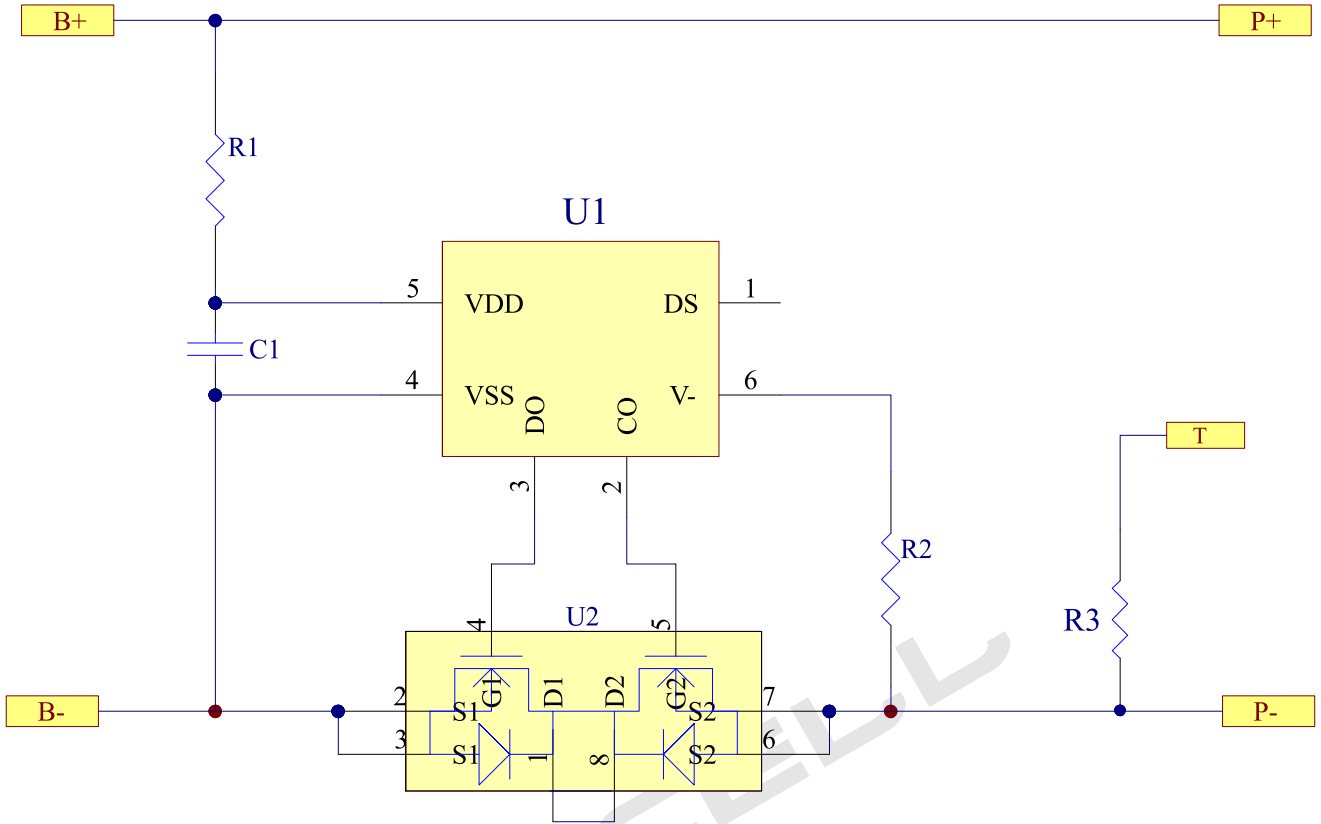 B+
P+
R1
U1
5
VDD
DS
1
C1
4
VSS
V-
6
DO
CO
3
2
T
R2
R3
U2
4
5
G1
D1
D2
G2
2
S1
S2
7
3
S1
1
8
S2
6
B-
P-